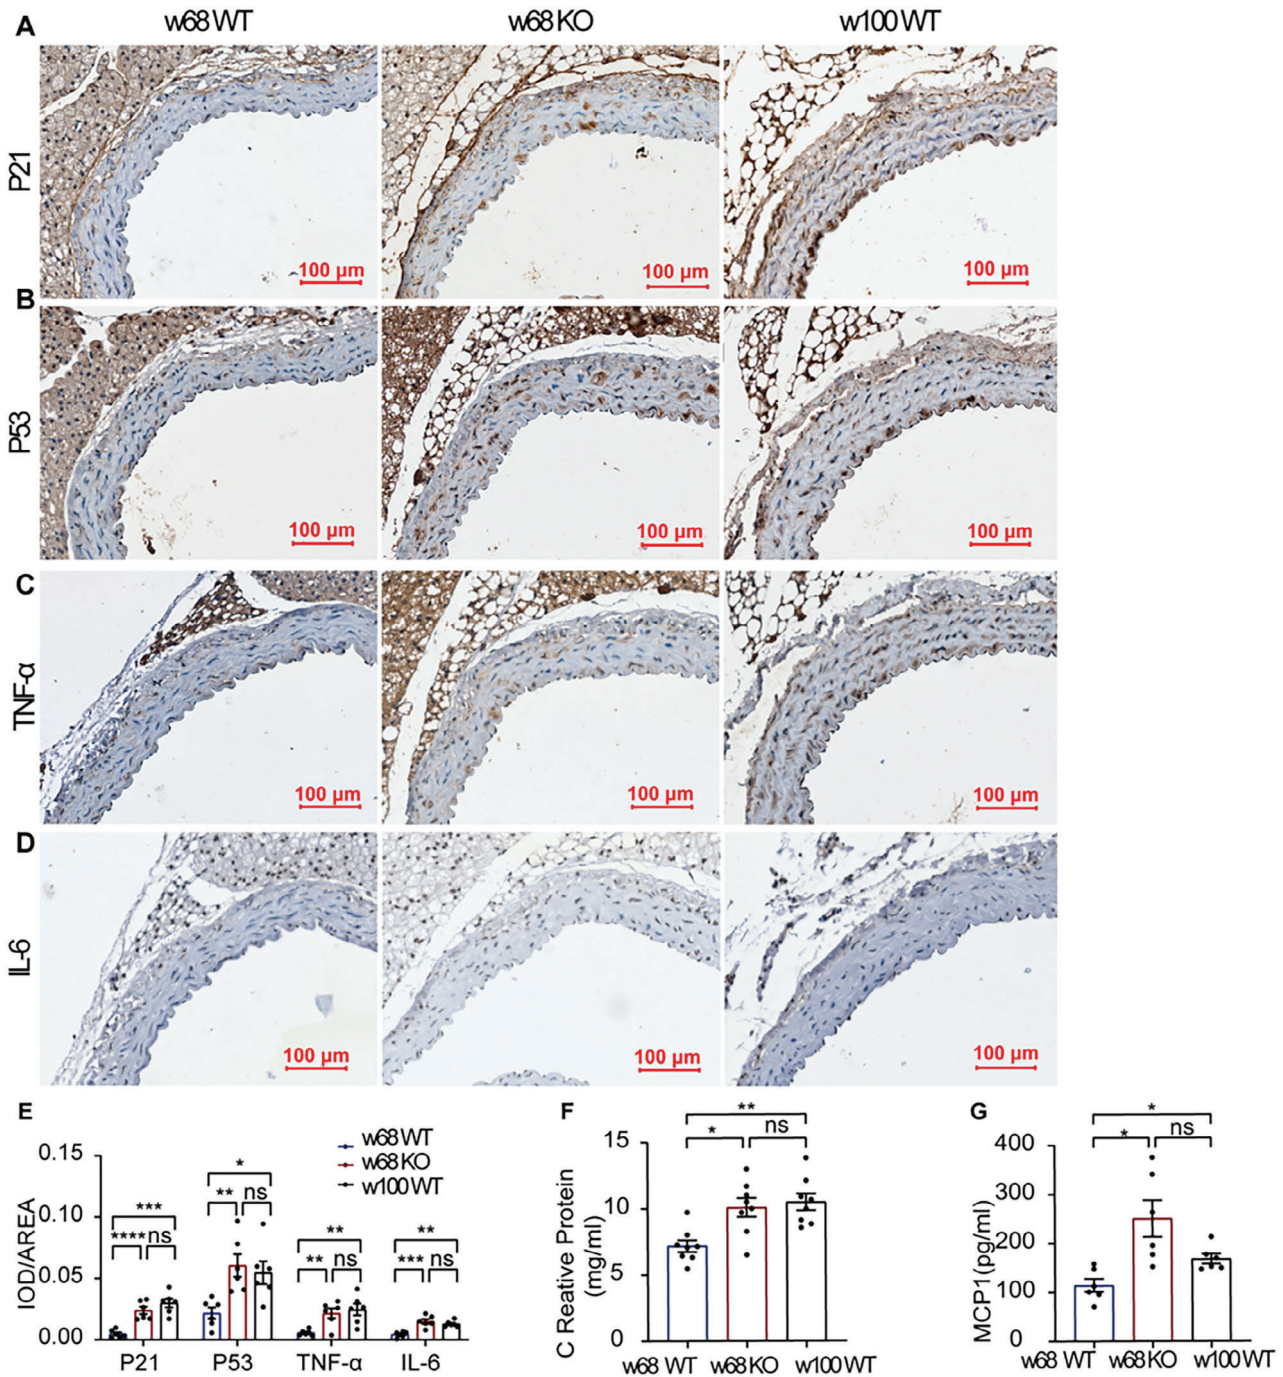 A
w68 WT
w68 KO
w100 WT
P21
100 µm
100 µm
100 µm
B
P53
100 µm
100 µm
100 µm
C
TNF-α
100 µm
100 µm
100 µm
D
IL-6
100 µm
100 µm
100 µm
E
IOD/AREA
0.15
0.10
0.05
0.00
w68 WT
w68 KO
w100 WT
*** 
**** ns
*
** ns
**
** ns
**
*** ns
P21 P53 TNF-α IL-6
F
C Reative Protein
(mg/ml)
15
10
5
0
**
* ns
w68 WT w68 KO w100 WT
G
MCP1(pg/ml)
400
300
200
100
0
*
* ns
w68 WT w68 KO w100 WT